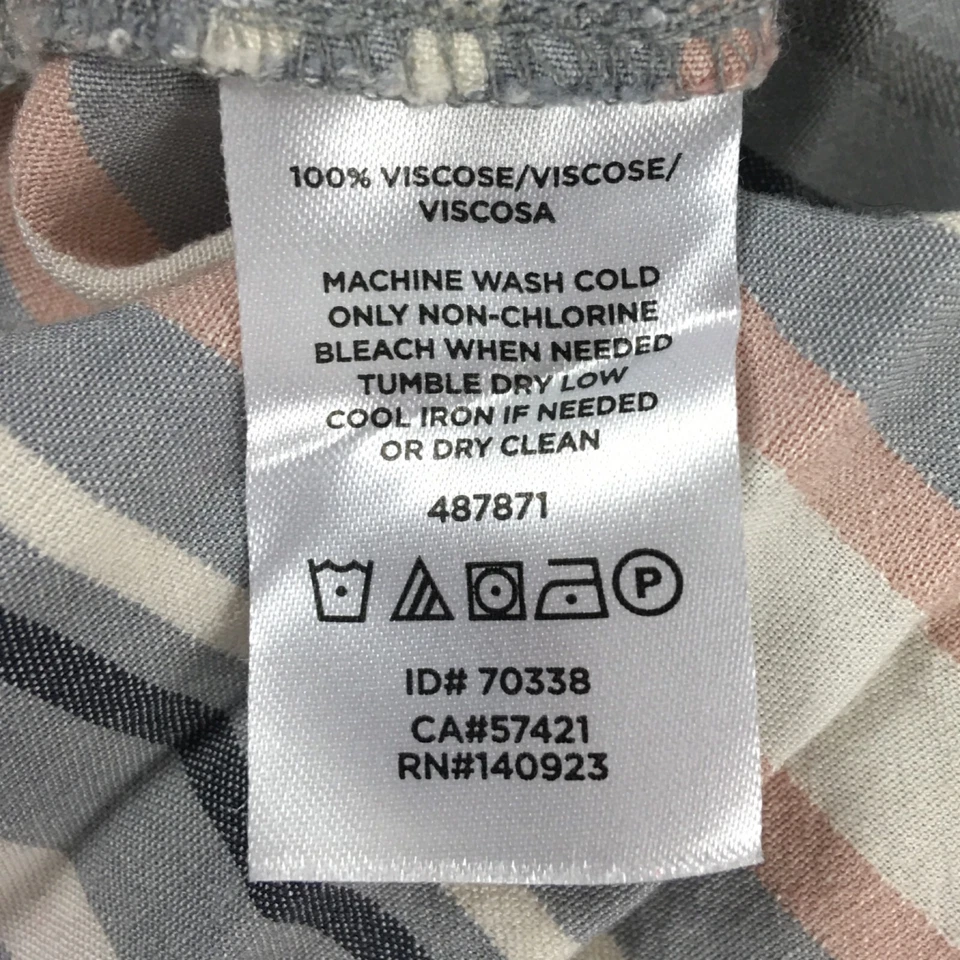 100% VISCOSE/VISCOSE/
VISCOSA
MACHINE WASH COLD
ONLY NON-CHLORINE
BLEACH WHEN NEEDED
TUMBLE DRY LOW
COOL IRON IF NEEDED
OR DRY CLEAN
487871
P
ID# 70338
CA#57421
RN#140923